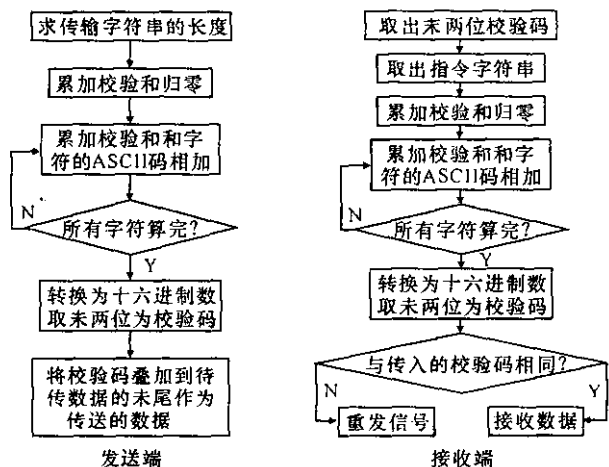 求传输字符串的长度
累加校验和归零
累加校验和和字
符的ASCII码相加
N
所有字符算完?
Y
转换为十六进制数
取末两位为校验码
将校验码叠加到待
传数据的末尾作为
传送的数据
发送端
取出末两位校验码
取出指令字符串
累加校验和归零
累加校验和和字
符的ASCII码相加
N
所有字符算完?
Y
转换为十六进制数
取末两位为校验码
与传入的校验码相同?
N
Y
重发信号
接收数据
接收端